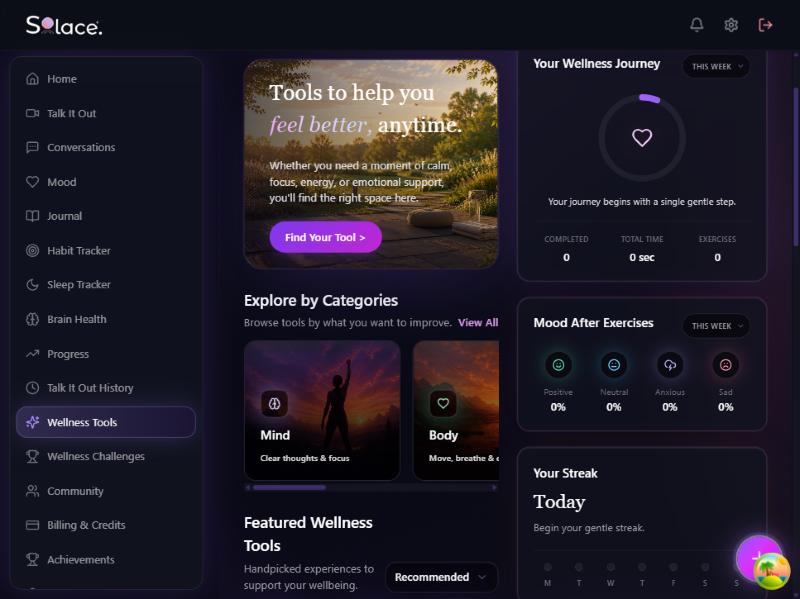 Solace.
Home
Talk It Out
Conversations
Mood
Journal
Habit Tracker
Sleep Tracker
Brain Health
Progress
Talk It Out History
Wellness Tools
Wellness Challenges
Community
Billing & Credits
Achievements
Tools to help you
feel better, anytime.
Whether you need a moment of calm,
focus, energy, or emotional support,
you'll find the right space here.
Find Your Tool >
Explore by Categories
Browse tools by what you want to improve. View All
Mind
Clear thoughts & focus
Body
Move, breathe & e
Featured Wellness
Tools
Handpicked experiences to
support your wellbeing.
Recommended
Your Wellness Journey
THIS WEEK
Your journey begins with a single gentle step.
COMPLETED TOTAL TIME EXERCISES
0 0 sec 0
Mood After Exercises
THIS WEEK
Positive Neutral Anxious Sad
0% 0% 0% 0%
Your Streak
Today
Begin your gentle streak.
M T W T F S S